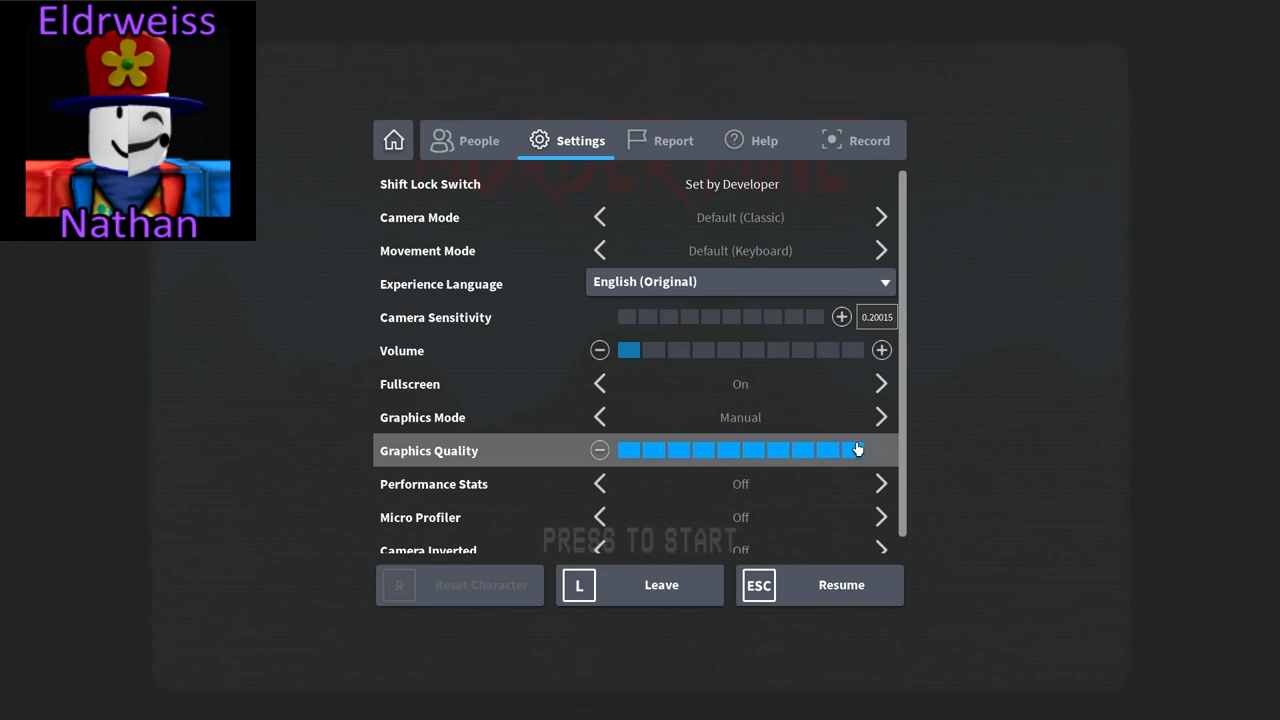 Eldrweiss
Nathan
People
Settings
Report
Help
Record
Shift Lock Switch Set by Developer
Camera Mode Default (Classic)
Movement Mode Default (Keyboard)
Experience Language English (Original)
Camera Sensitivity 0.20015
Volume
Fullscreen On
Graphics Mode Manual
Graphics Quality
Performance Stats Off
Micro Profiler Off
Camera Inverted Off
PRESS TO START
R Reset Character
L Leave
ESC Resume